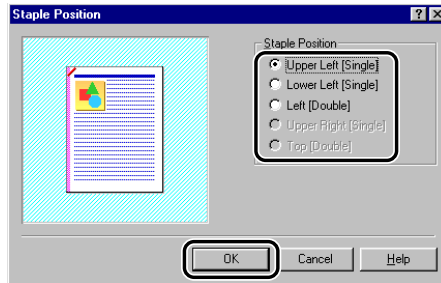 Staple Position
Staple Position
Upper Left [Single]
Lower Left [Single]
Left [Double]
Upper Right [Single]
Top [Double]
OK Cancel Help